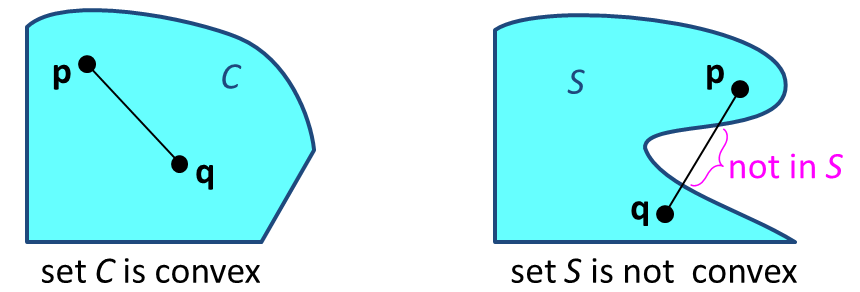 p
C
q
set C is convex
S
p
not in S
q
set S is not convex